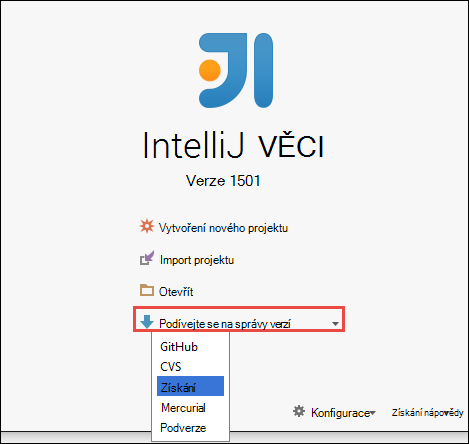 IntelliJ VĚCI
Verze 1501
Vytvoření nového projektu
Import projektu
Otevřít
Podívejte se na správy verzí
GitHub
CVS
Získání
Mercurial
Podverze
Konfigurace
Získání nápovědy